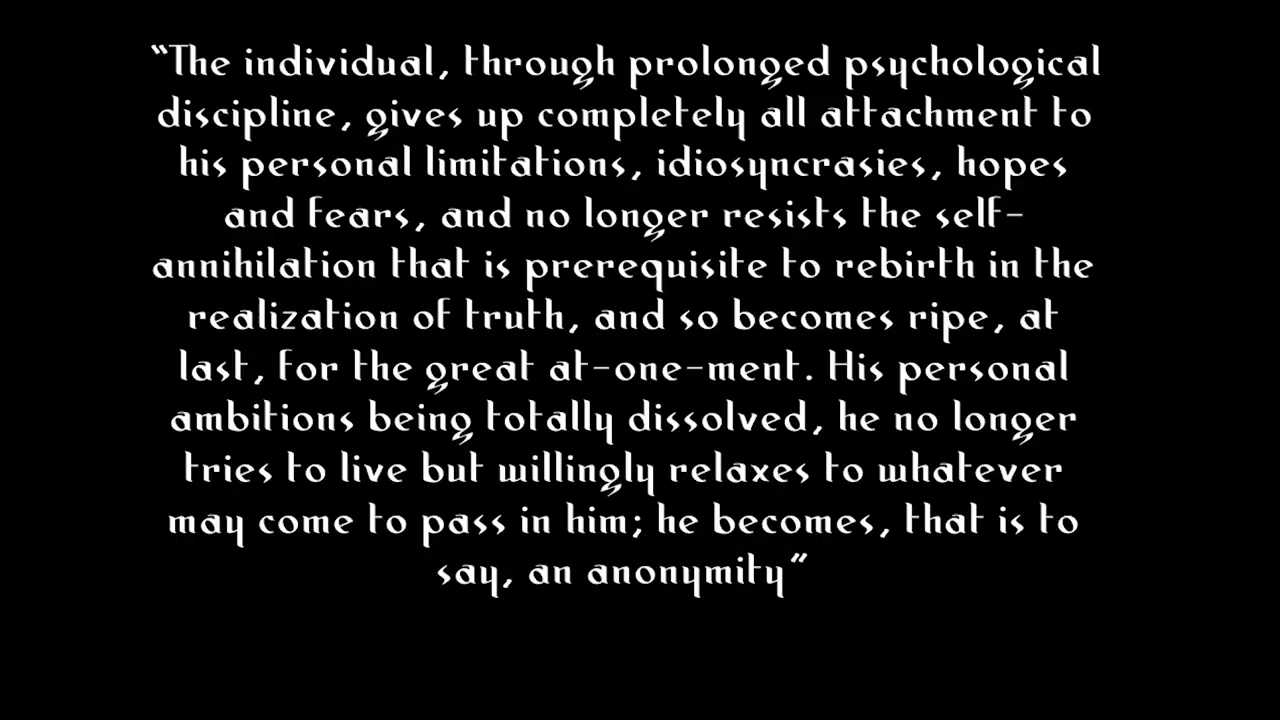 “The individual, through prolonged psychological
discipline, gives up completely all attachment to
his personal limitations, idiosyncrasies, hopes
and fears, and no longer resists the self-
annihilation that is prerequisite to rebirth in the
realization of truth, and so becomes ripe, at
last, for the great at-one-ment. His personal
ambitions being totally dissolved, he no longer
tries to live but willingly relaxes to whatever
may come to pass in him; he becomes, that is to
say, an anonymity”